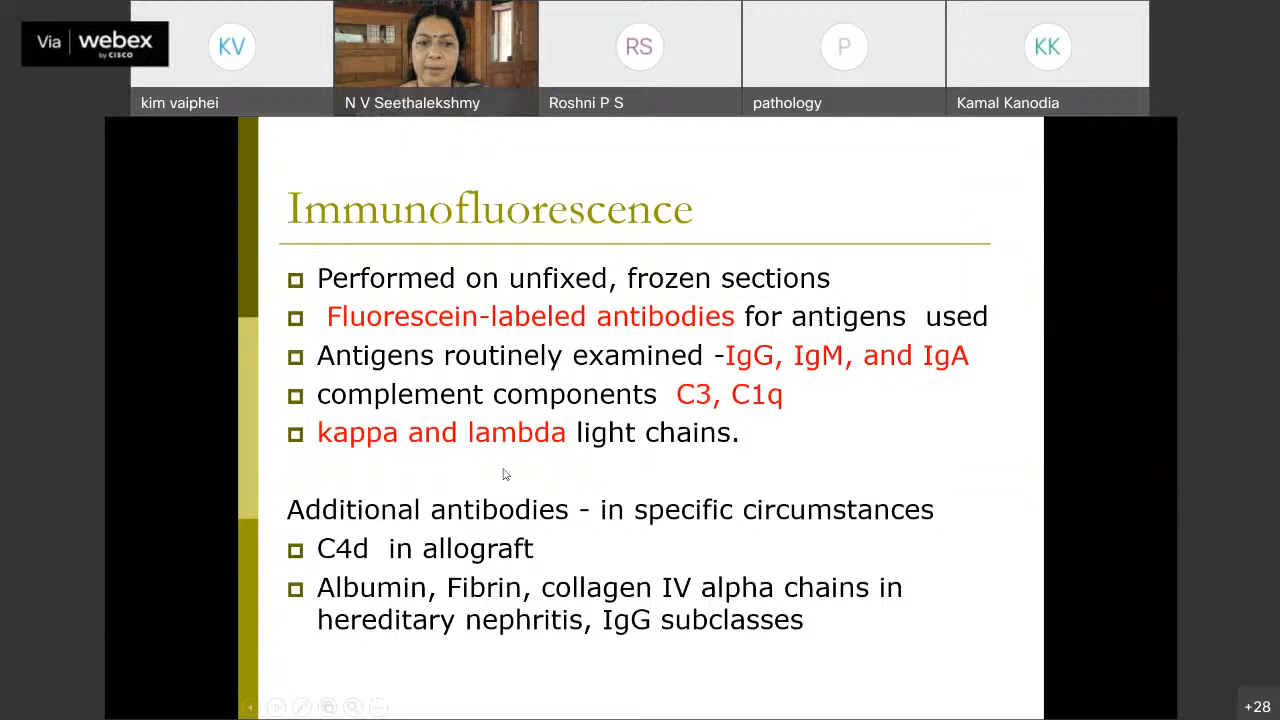 Via webex
by CISCO
KV
RS
P
KK
kim vaiphei
N V Seethalekshmy
Roshni P S
pathology
Kamal Kanodia
Immunofluorescence
Performed on unfixed, frozen sections
Fluorescein-labeled antibodies for antigens used
Antigens routinely examined -IgG, IgM, and IgA
complement components C3, C1q
kappa and lambda light chains.
Additional antibodies - in specific circumstances
C4d in allograft
Albumin, Fibrin, collagen IV alpha chains in
hereditary nephritis, IgG subclasses
+28